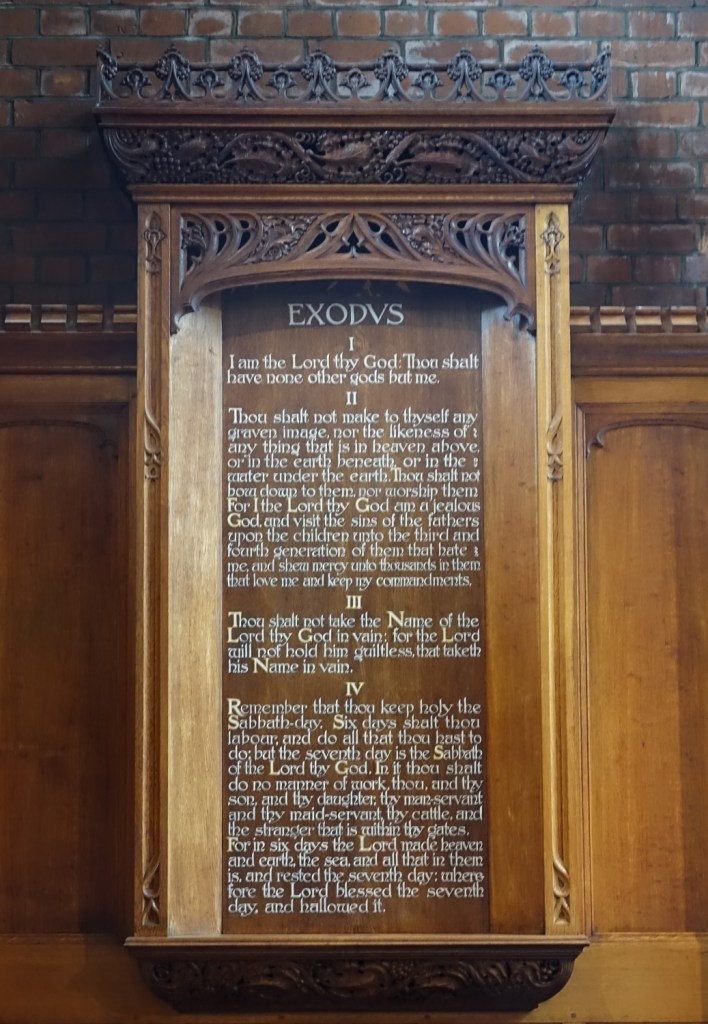 EXODVS
I
I am the Lord thy God: Thou shalt
have none other gods but me.
II
Thou shalt not make to thyself any
graven image, nor the likeness of
any thing that is in heaven above,
or in the earth beneath, or in the
water under the earth. Thou shalt not
bow down to them, nor worship them
For I the Lord thy God am a jealous
God, and visit the sins of the fathers
upon the children unto the third and
fourth generation of them that hate
me, and shew mercy unto thousands in them
that love me and keep my commandments.
III
Thou shalt not take the Name of the
Lord thy God in vain: for the Lord
will not hold him guiltless, that taketh
his Name in vain.
IV
Remember that thou keep holy the
Sabbath-day. Six days shalt thou
labour, and do all that thou hast to
do; but the seventh day is the Sabbath
of the Lord thy God. In it thou shalt
do no manner of work, thou, and thy
son, and thy daughter, thy man-servant
and thy maid-servant, thy cattle, and
the stranger that is within thy gates.
For in six days the Lord made heaven
and earth, the sea, and all that in them
is, and rested the seventh day: where
fore the Lord blessed the seventh
day, and hallowed it.